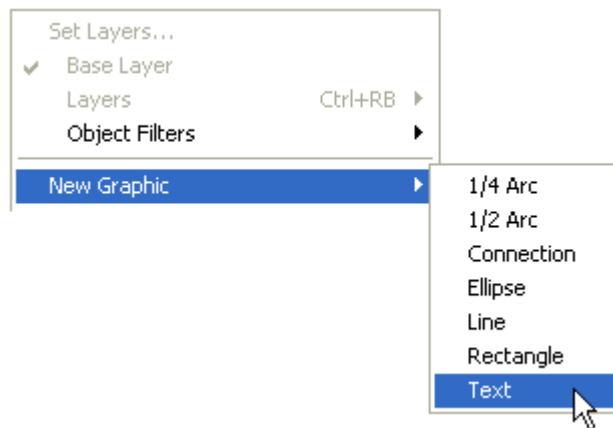 Set Layers...
Base Layer
Layers Ctrl+RB
Object Filters
New Graphic
1/4 Arc
1/2 Arc
Connection
Ellipse
Line
Rectangle
Text